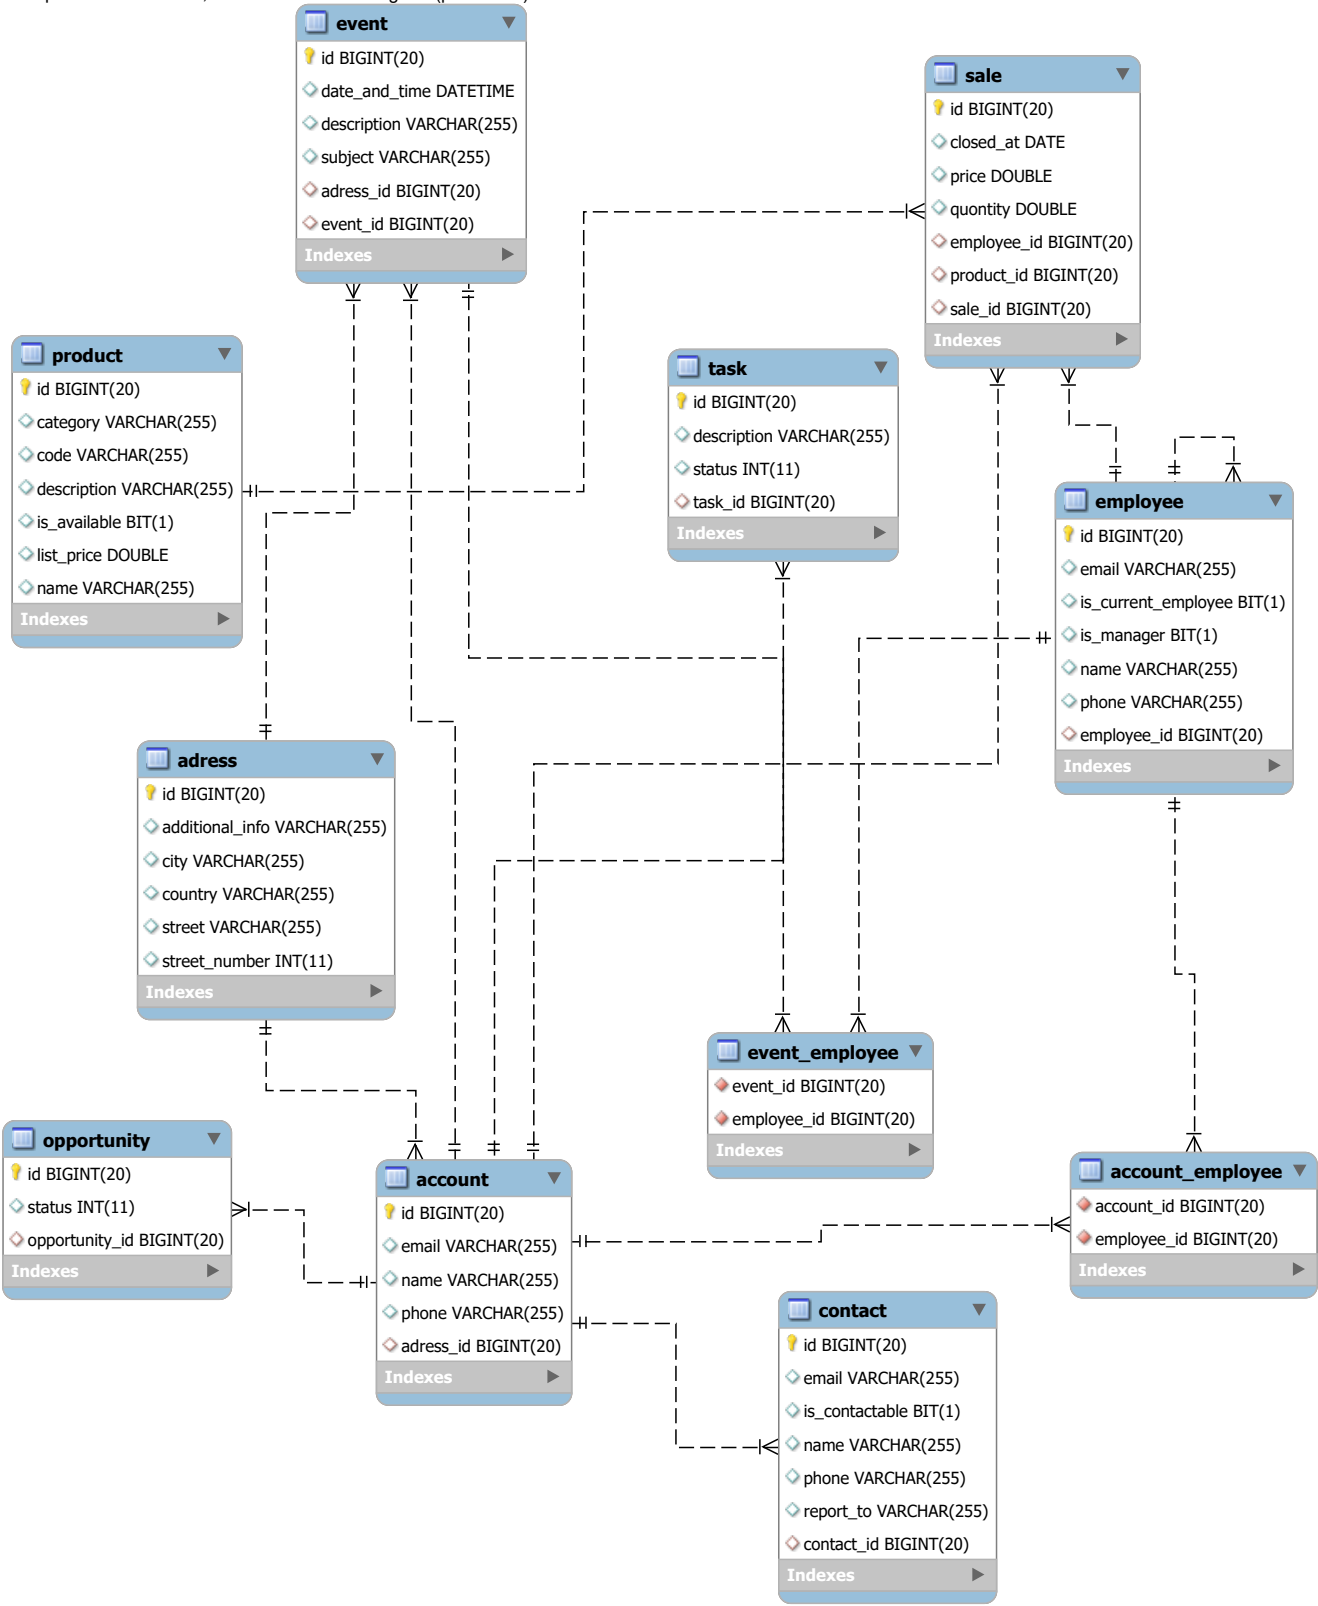 event
id BIGINT(20)
date_and_time DATETIME
description VARCHAR(255)
subject VARCHAR(255)
adress_id BIGINT(20)
event_id BIGINT(20)
Indexes
sale
id BIGINT(20)
closed_at DATE
price DOUBLE
quontity DOUBLE
employee_id BIGINT(20)
product_id BIGINT(20)
sale_id BIGINT(20)
Indexes
product
id BIGINT(20)
category VARCHAR(255)
code VARCHAR(255)
description VARCHAR(255)
is_available BIT(1)
list_price DOUBLE
name VARCHAR(255)
Indexes
task
id BIGINT(20)
description VARCHAR(255)
status INT(11)
task_id BIGINT(20)
Indexes
employee
id BIGINT(20)
email VARCHAR(255)
is_current_employee BIT(1)
is_manager BIT(1)
name VARCHAR(255)
phone VARCHAR(255)
employee_id BIGINT(20)
Indexes
adress
id BIGINT(20)
additional_info VARCHAR(255)
city VARCHAR(255)
country VARCHAR(255)
street VARCHAR(255)
street_number INT(11)
Indexes
event_employee
event_id BIGINT(20)
employee_id BIGINT(20)
Indexes
opportunity
id BIGINT(20)
status INT(11)
opportunity_id BIGINT(20)
Indexes
account
id BIGINT(20)
email VARCHAR(255)
name VARCHAR(255)
phone VARCHAR(255)
adress_id BIGINT(20)
Indexes
account_employee
account_id BIGINT(20)
employee_id BIGINT(20)
Indexes
contact
id BIGINT(20)
email VARCHAR(255)
is_contactable BIT(1)
name VARCHAR(255)
phone VARCHAR(255)
report_to VARCHAR(255)
contact_id BIGINT(20)
Indexes